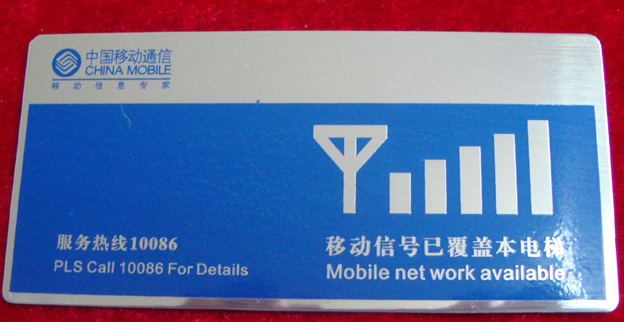 中国移动通信
CHINA MOBILE
移动信息专家
服务热线10086
PLS Call 10086 For Details
移动信号已覆盖本电梯
Mobile net work available